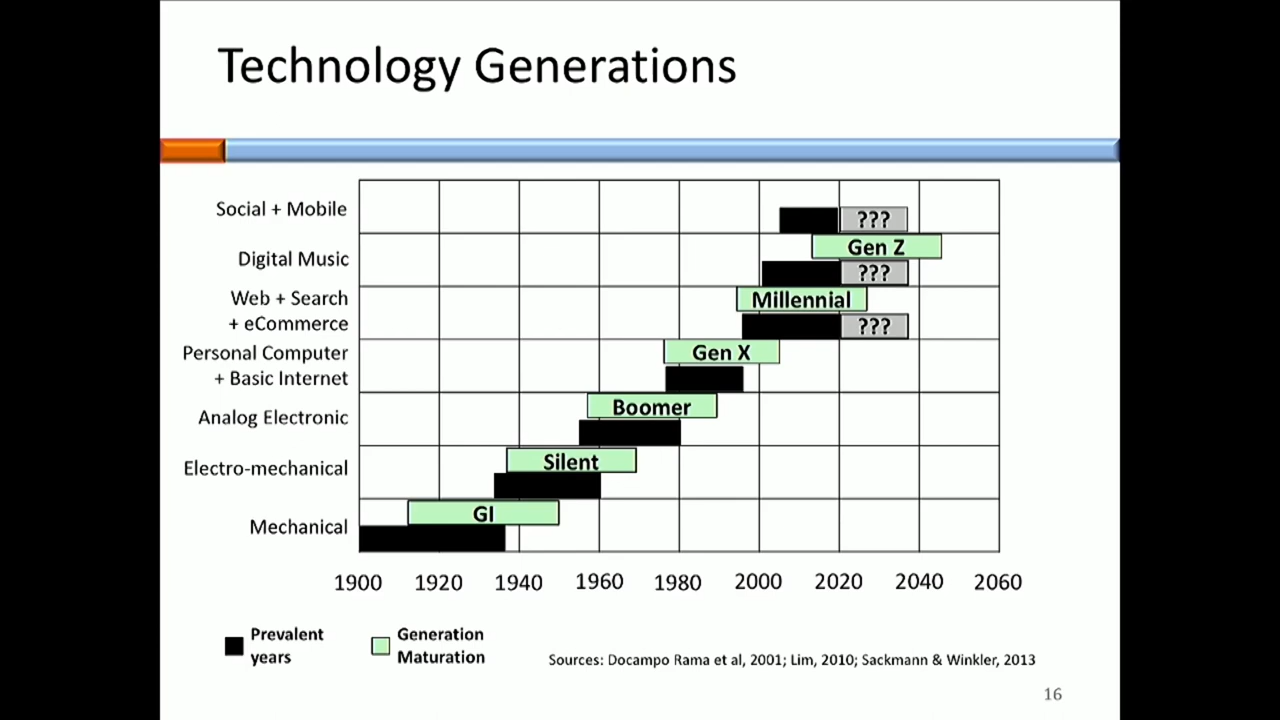 Technology Generations
Social + Mobile
???
Gen Z
Digital Music
???
Web + Search
+ eCommerce
Millennial
???
Personal Computer
+ Basic Internet
Gen X
Analog Electronic
Boomer
Electro-mechanical
Silent
Mechanical
GI
1900 1920 1940 1960 1980 2000 2020 2040 2060
Prevalent
years
Generation
Maturation
Sources: Docampo Rama et al, 2001; Lim, 2010; Sackmann & Winkler, 2013
16